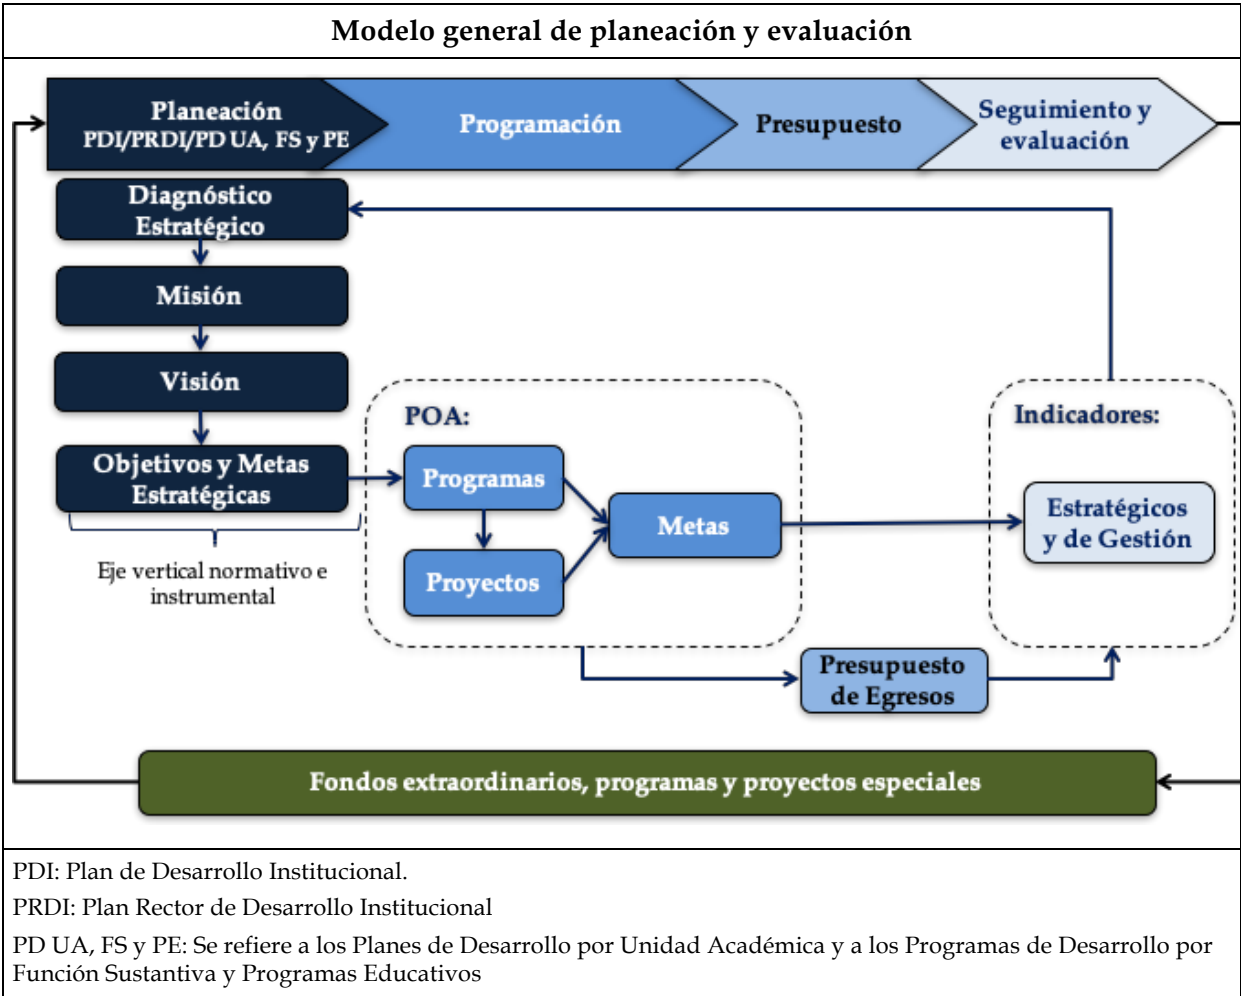 Modelo general de planeación y evaluación
Planeación
PDI/PRDI/PD UA, FS y PE
Programación
Presupuesto
Seguimiento y
evaluación
Diagnóstico
Estratégico
Misión
Visión
Objetivos y Metas
Estratégicas
Eje vertical normativo e
instrumental
POA:
Programas
Proyectos
Metas
Indicadores:
Estratégicos
y de Gestión
Presupuesto
de Egresos
Fondos extraordinarios, programas y proyectos especiales
PDI: Plan de Desarrollo Institucional.
PRDI: Plan Rector de Desarrollo Institucional
PD UA, FS y PE: Se refiere a los Planes de Desarrollo por Unidad Académica y a los Programas de Desarrollo por
Función Sustantiva y Programas Educativos